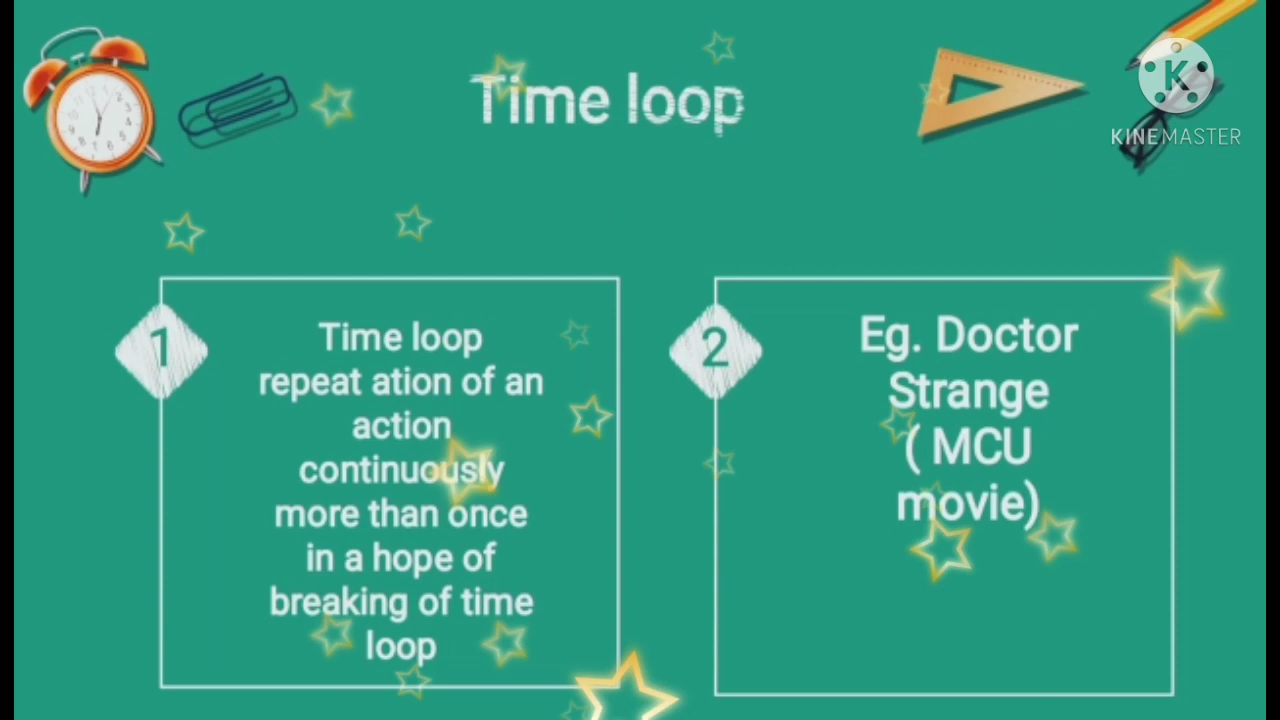 Time loop
K
KINEMASTER
1
Time loop
repeat ation of an
action
continuously
more than once
in a hope of
breaking of time
loop
2
Eg. Doctor
Strange
( MCU
movie)